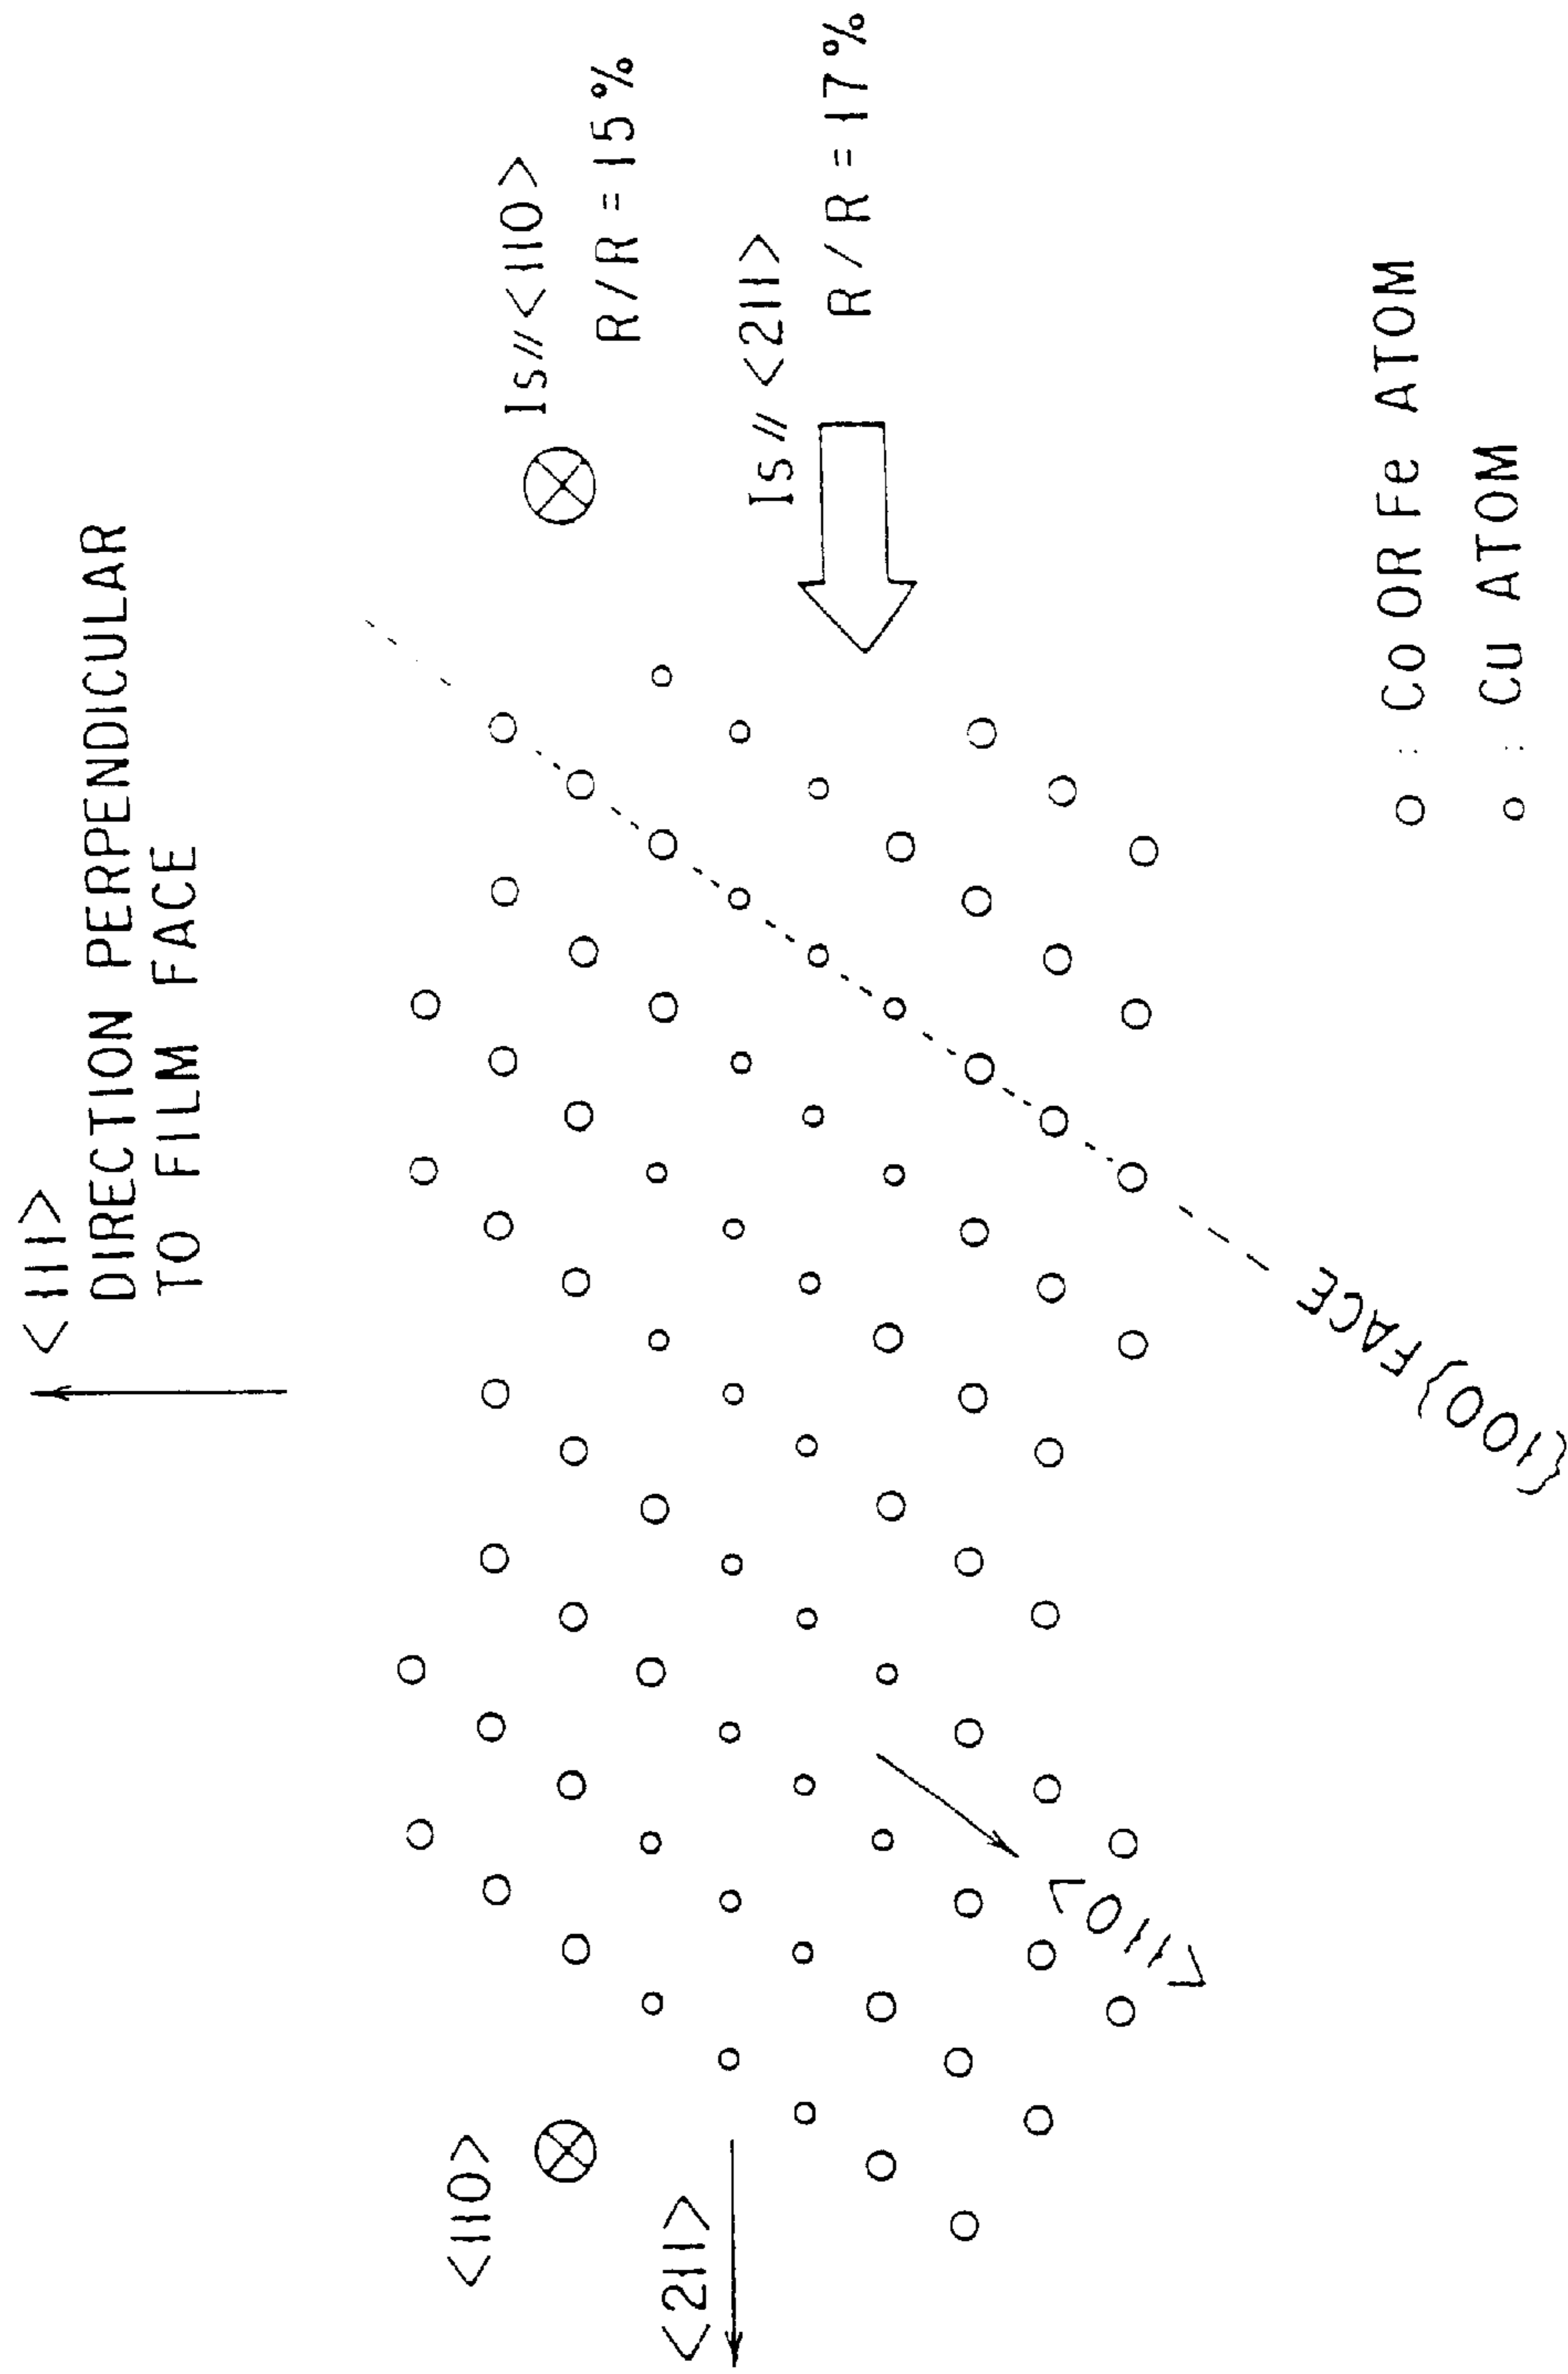 <111>
DIRECTION PERPENDICULAR
TO FILM FACE
Is//<110>
R/R=15%
Is//<211>
R/R=17%
<110>
<211>
<110>
{100} FACE
○ : Co OR Fe ATOM
○ : Cu ATOM